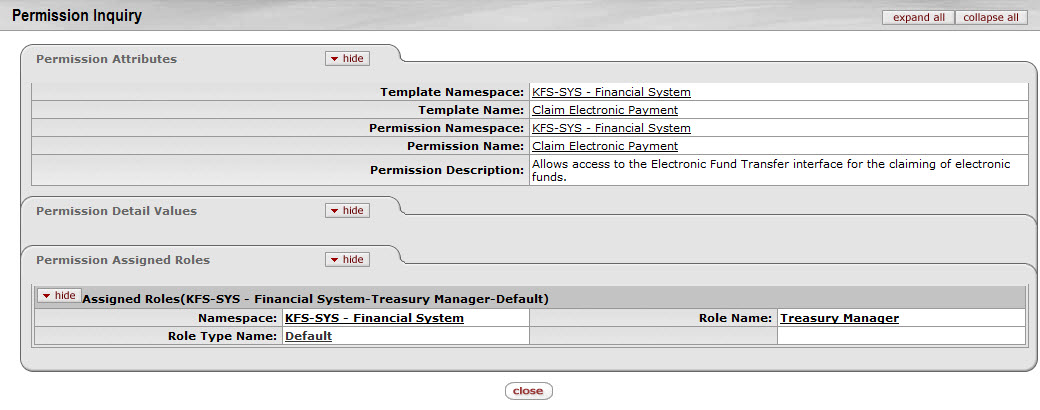 Permission Inquiry
expand all collapse all
Permission Attributes hide
Template Namespace: KFS-SYS - Financial System
Template Name: Claim Electronic Payment
Permission Namespace: KFS-SYS - Financial System
Permission Name: Claim Electronic Payment
Permission Description: Allows access to the Electronic Fund Transfer interface for the claiming of electronic
funds.
Permission Detail Values hide
Permission Assigned Roles hide
hide Assigned Roles(KFS-SYS - Financial System-Treasury Manager-Default)
Namespace: KFS-SYS - Financial System Role Name: Treasury Manager
Role Type Name: Default
close